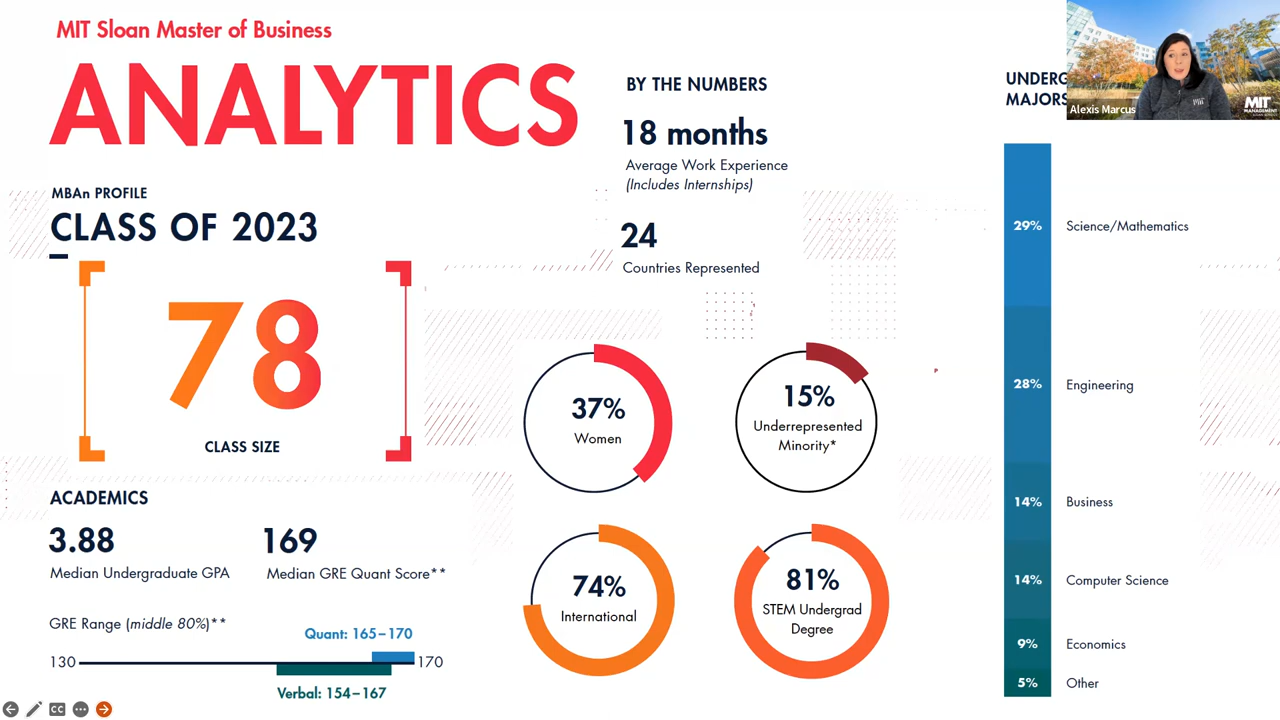 MIT Sloan Master of Business
ANALYTICS
MBAn PROFILE
CLASS OF 2023
78
CLASS SIZE
ACADEMICS
3.88
Median Undergraduate GPA
169
Median GRE Quant Score**
GRE Range (middle 80%)**
Quant: 165–170
130
170
Verbal: 154–167
CC
BY THE NUMBERS
18 months
Average Work Experience
(Includes Internships)
24
Countries Represented
37%
Women
15%
Underrepresented
Minority*
74%
International
81%
STEM Undergrad
Degree
UNDERG
MAJORS
29% Science/Mathematics
28% Engineering
14% Business
14% Computer Science
9% Economics
5% Other
Alexis Marcus
MIT
MIT
MANAGEMENT